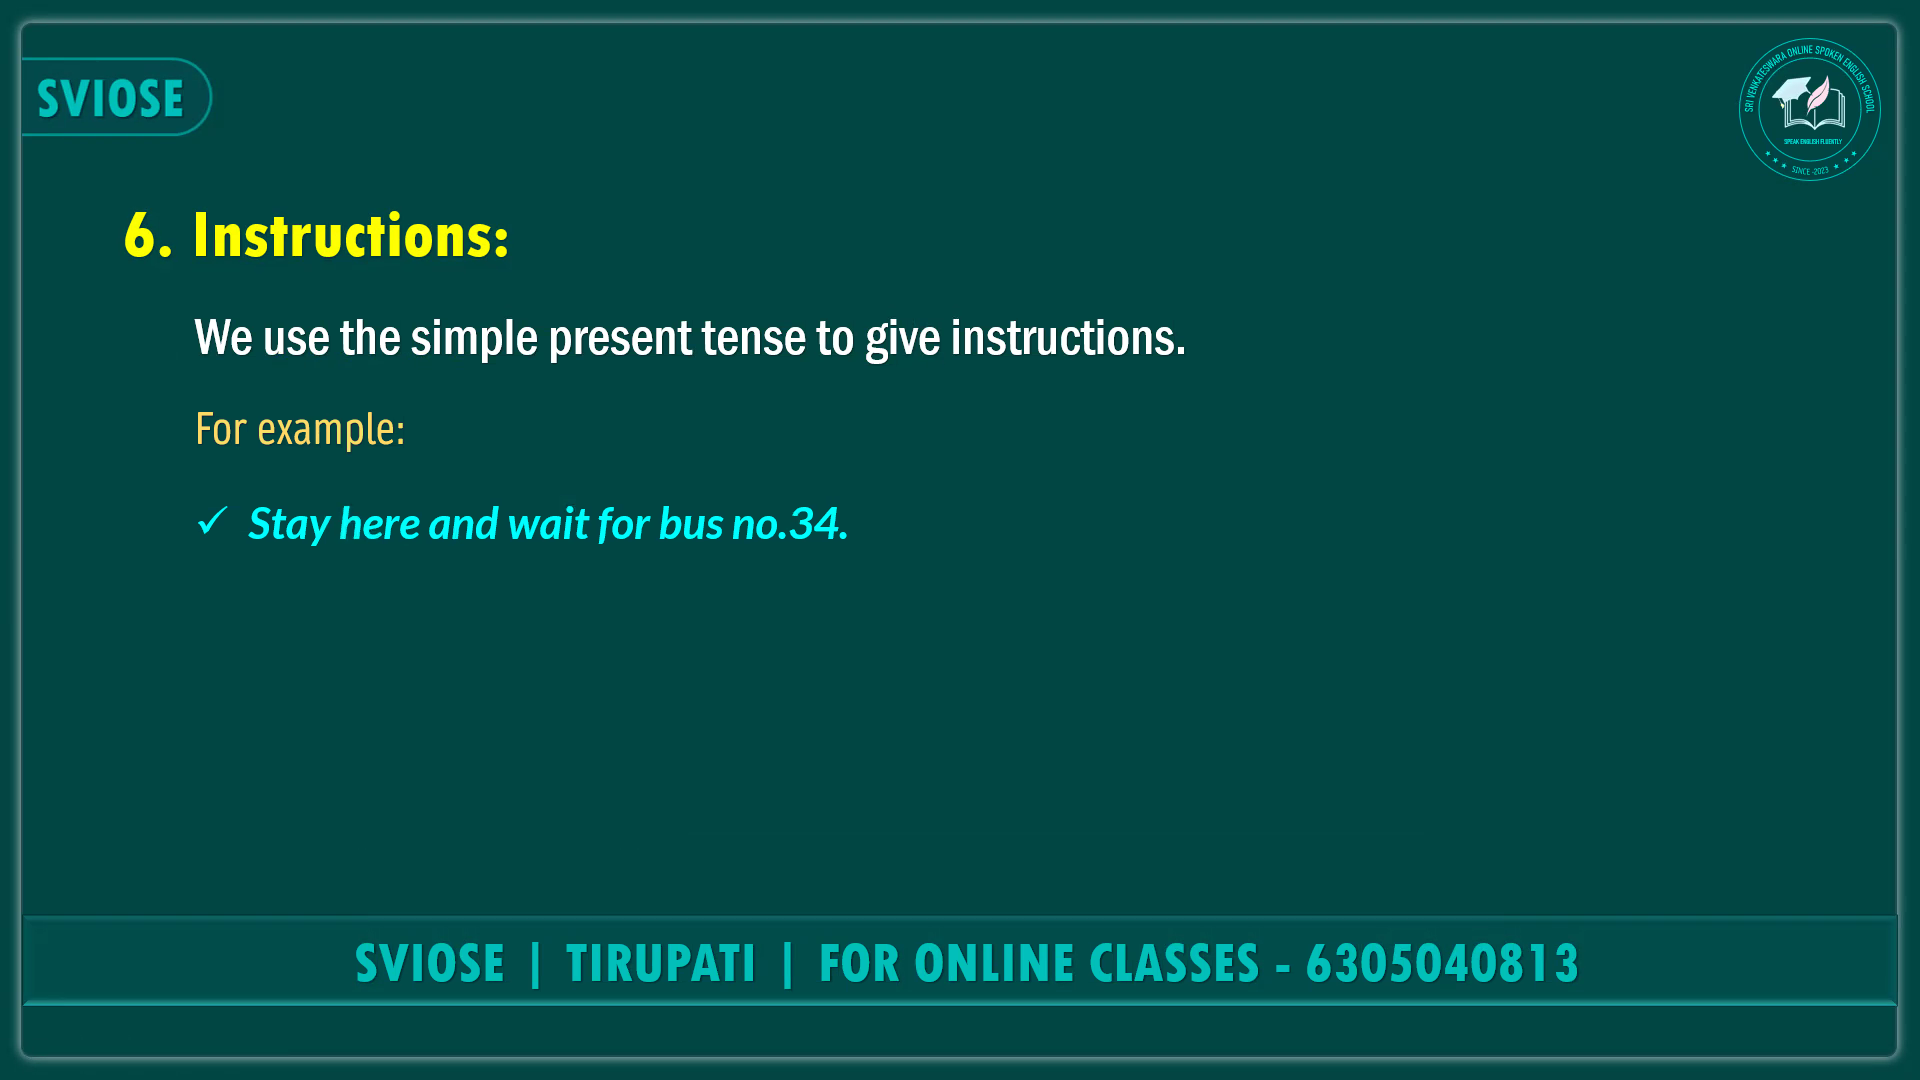 SVIOSE
SRI VENKATESWARA ONLINE SPOKEN ENGLISH SCHOOL
SPEAK ENGLISH FLUENTLY
SINCE -2023
6. Instructions:
We use the simple present tense to give instructions.
For example:
✓ Stay here and wait for bus no.34.
SVIOSE | TIRUPATI | FOR ONLINE CLASSES - 6305040813